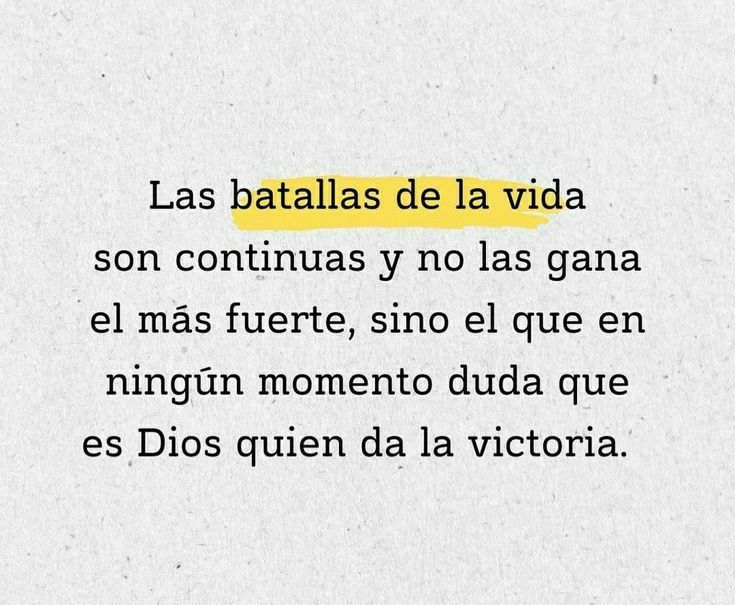 Las batallas de la vida
son continuas y no las gana
el más fuerte, sino el que en
ningún momento duda que
es Dios quien da la victoria.